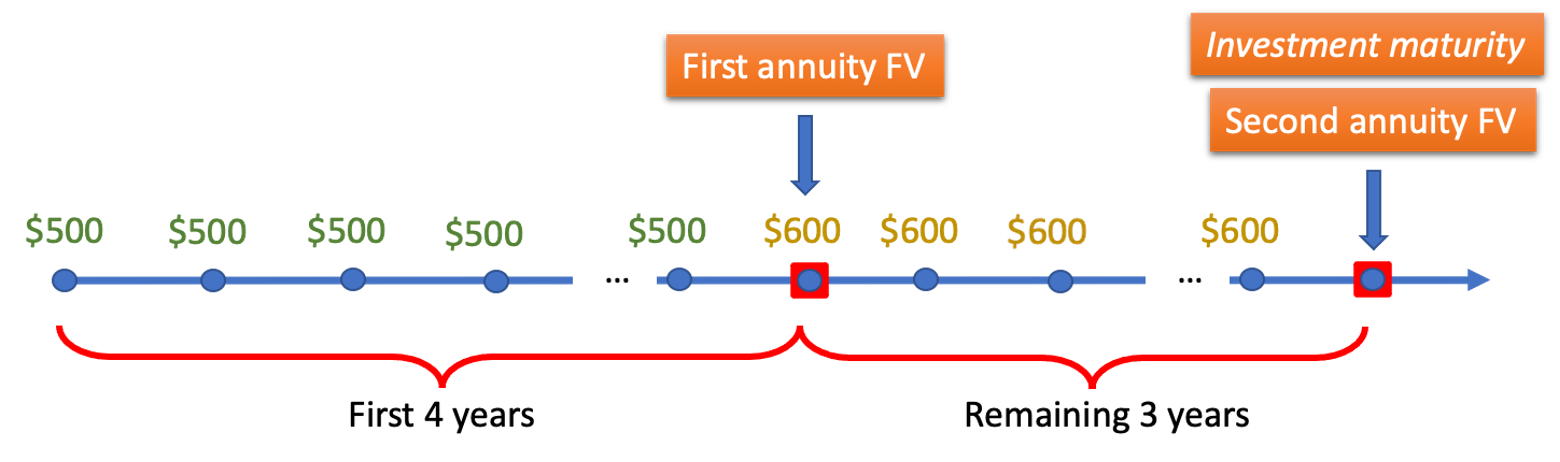 Investment maturity
First annuity FV
Second annuity FV
$500 $500 $500 $500 $500 $600 $600 $600 $600
... ...
First 4 years Remaining 3 years